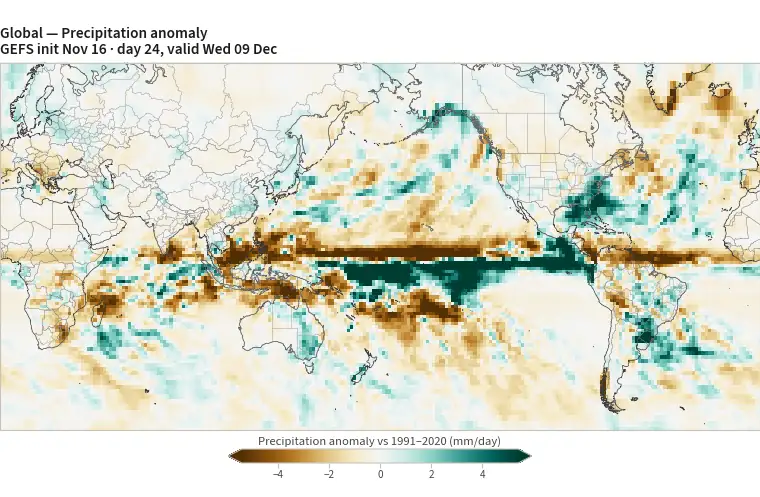 Global — Precipitation anomaly
GEFS init Nov 16 · day 24, valid Wed 09 Dec
Precipitation anomaly vs 1991–2020 (mm/day)
−4 −2 0 2 4